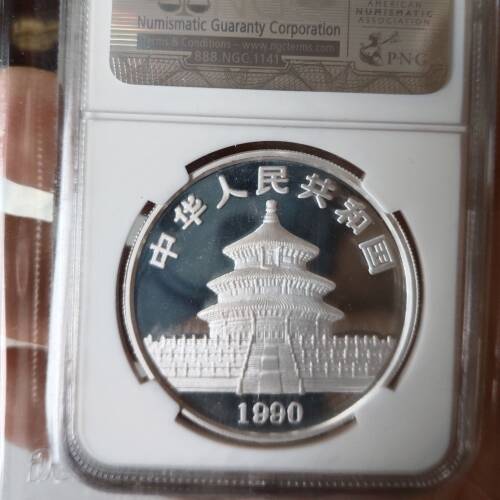 AMERICAN
NUMISMATIC
ASSOCIATION
Numismatic Guaranty Corporation
Terms & Conditions – www.ngcterms.com
888.NGC.1141
PNG
中华人民共和国
1990